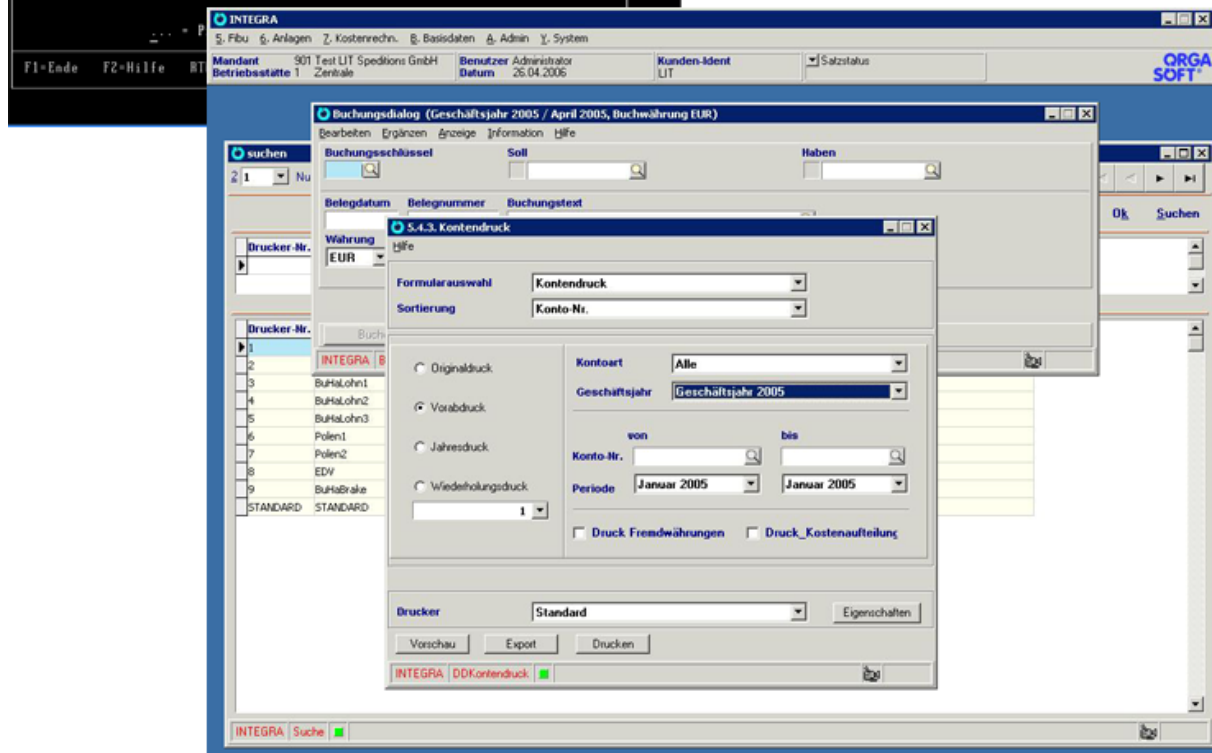 ... = P
F1=Ende F2=Hilfe
INTEGRA
5. Fibu 6. Anlagen 7. Kostenrechn. 8. Basisdaten A. Admin Y. System
Mandant 901 Test LIT Speditions GmbH Benutzer Administrator Kunden-Ident Satzstatus
Betriebsstätte 1 Zentrale Datum 26.04.2006 LIT
ORGA
SOFT
Buchungsdialog (Geschäftsjahr 2005 / April 2005, Buchwährung EUR)
Bearbeiten Ergänzen Anzeige Information Hilfe
suchen
Buchungsschlüssel Soll Haben
2 1 Nu
Belegdatum Belegnummer Buchungstext
Ok Suchen
Währung
EUR
Drucker-Nr.
5.4.3. Kontendruck
Hilfe
Formularauswahl Kontendruck
Sortierung Konto-Nr.
Drucker-Nr.
Buch
INTEGRA B
1
2
3 BuHaLohn1
4 BuHaLohn2
5 BuHaLohn3
6 Polen1
7 Polen2
8 EDV
9 BuHaBrake
STANDARD STANDARD
Originaldruck
Vorabdruck
Jahresdruck
Wiederholungsdruck
1
Kontoart Alle
Geschäftsjahr Geschäftsjahr 2005
von bis
Konto-Nr.
Periode Januar 2005 Januar 2005
Druck Fremdwährungen Druck_Kostenaufteilung
Drucker Standard Eigenschaften
Vorschau Export Drucken
INTEGRA DDKontendruck
INTEGRA Suche